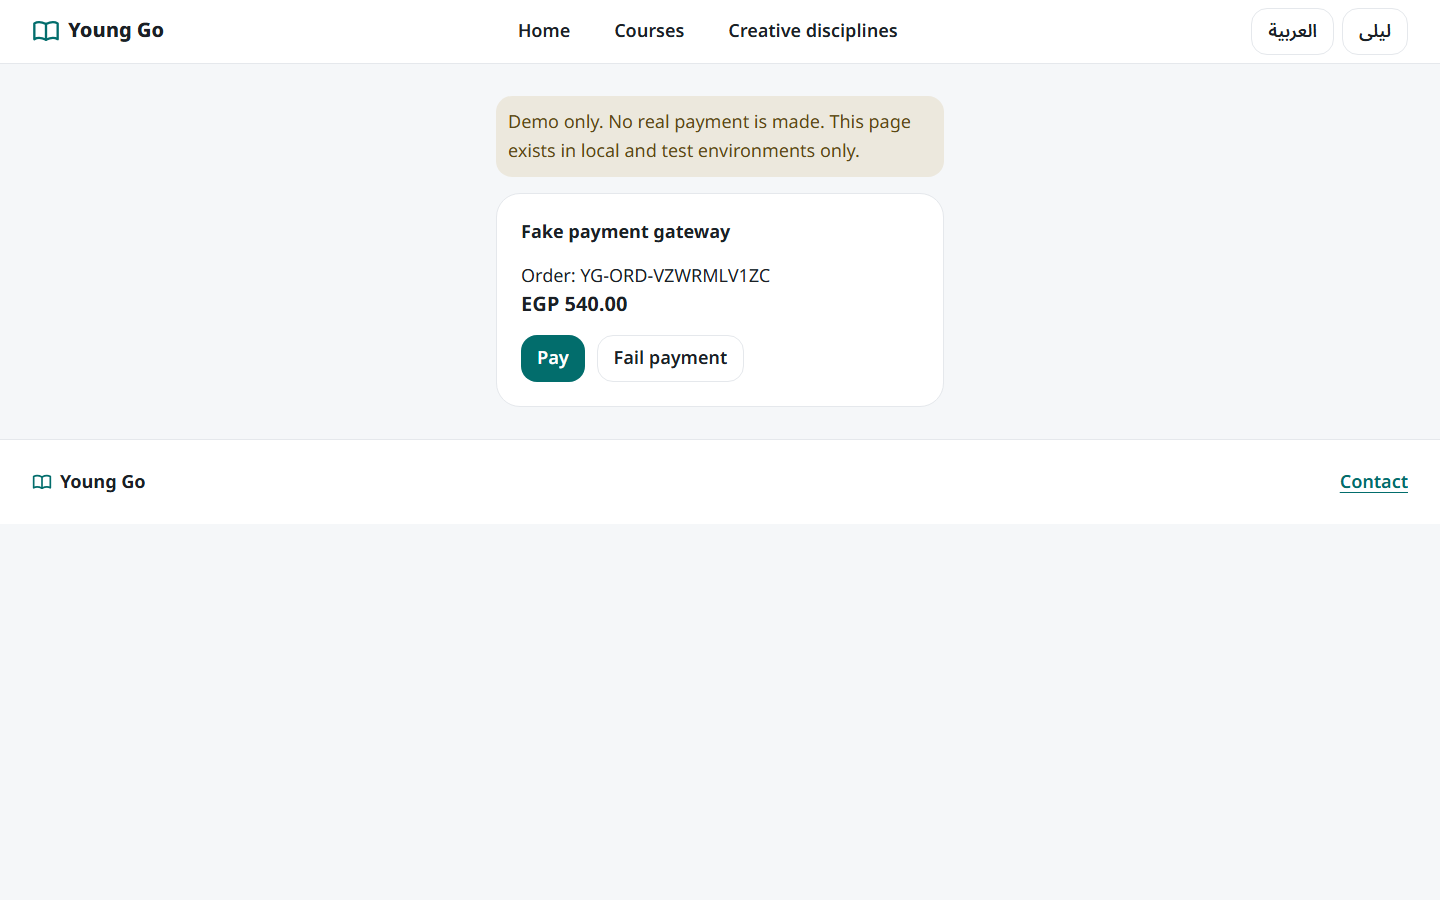 Young Go
Home
Courses
Creative disciplines
العربية
ليلى
Demo only. No real payment is made. This page
exists in local and test environments only.
Fake payment gateway
Order: YG-ORD-VZWRMLV1ZC
EGP 540.00
Pay
Fail payment
Young Go
Contact